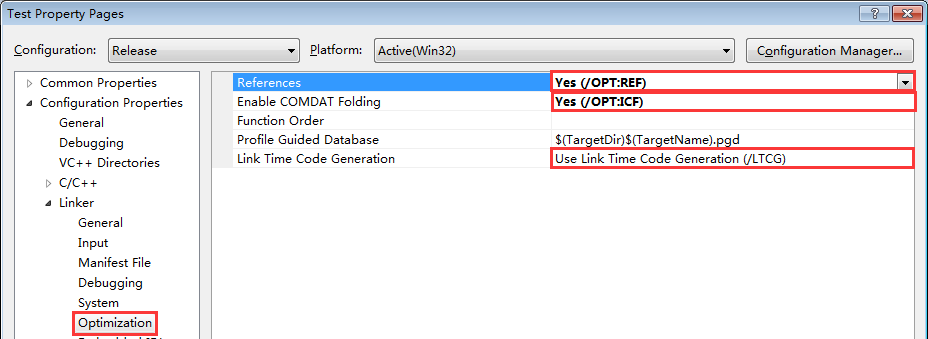 Test Property Pages
Configuration: Release Platform: Active(Win32) Configuration Manager...
Common Properties
Configuration Properties
General
Debugging
VC++ Directories
C/C++
Linker
General
Input
Manifest File
Debugging
System
Optimization
References Yes (/OPT:REF)
Enable COMDAT Folding Yes (/OPT:ICF)
Function Order
Profile Guided Database $(TargetDir)$(TargetName).pgd
Link Time Code Generation Use Link Time Code Generation (/LTCG)